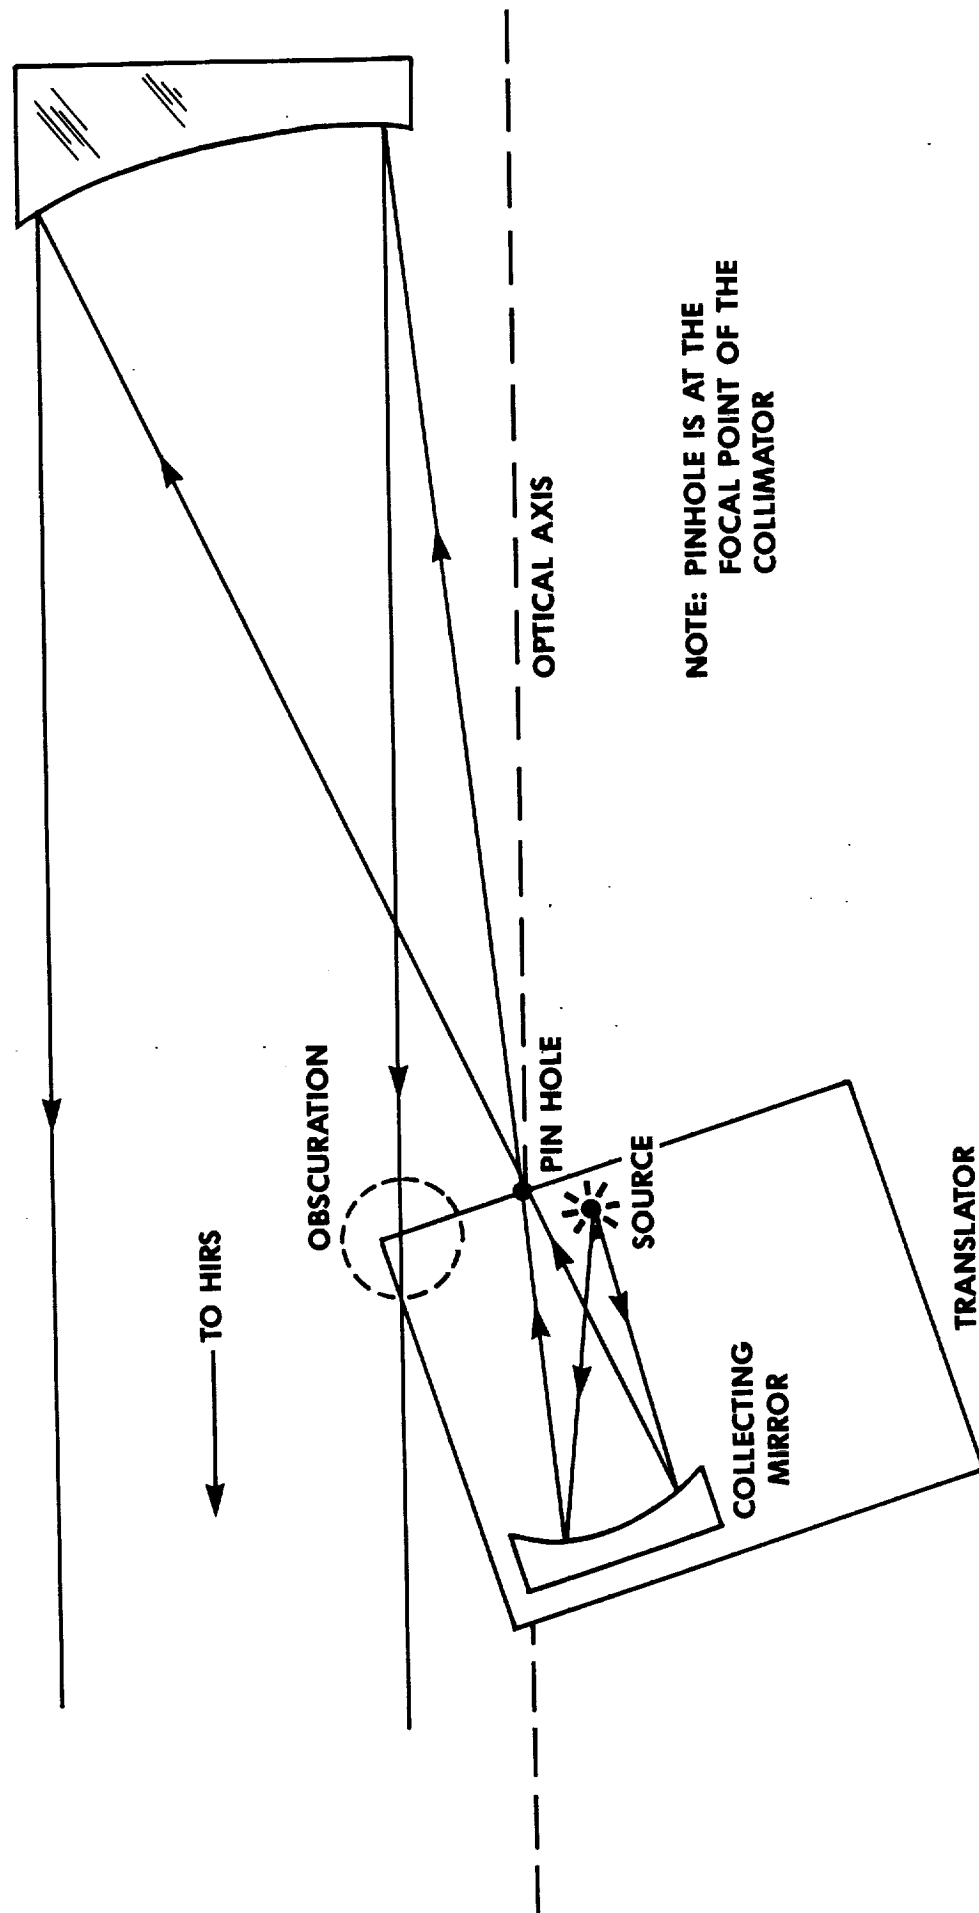 TO HIRS
OBSCURATION
PIN HOLE
SOURCE
COLLECTING
MIRROR
TRANSLATOR
OPTICAL AXIS
NOTE: PINHOLE IS AT THE
FOCAL POINT OF THE
COLLIMATOR